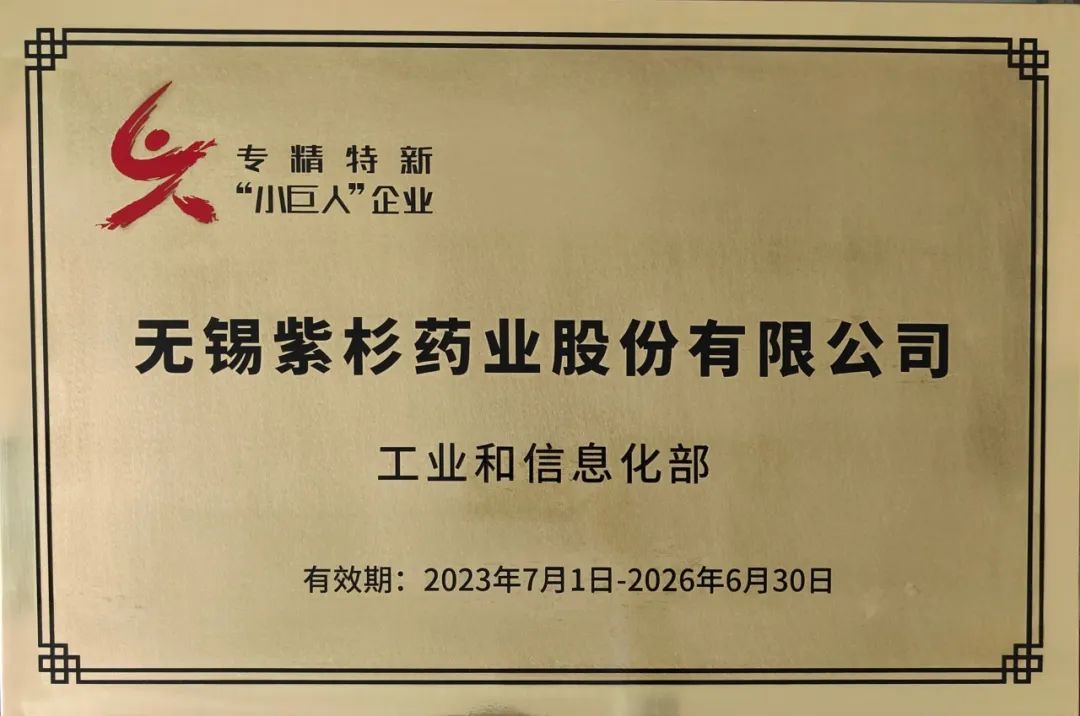 专精特新
“小巨人”企业
无锡紫杉药业股份有限公司
工业和信息化部
有效期：2023年7月1日-2026年6月30日